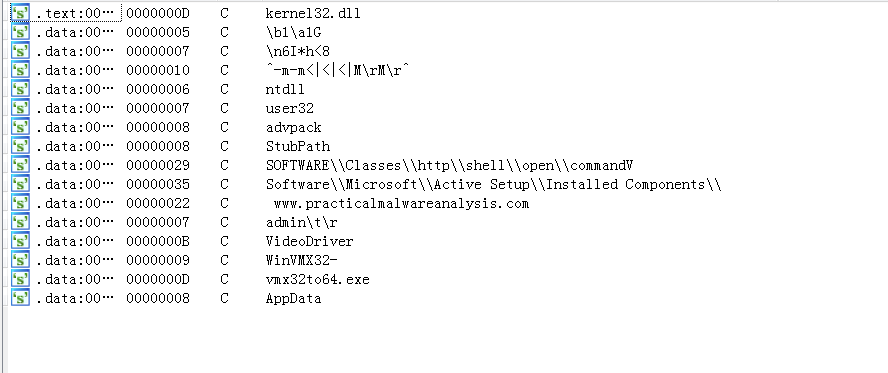 's' .text:00… 0000000D C kernel32.dll
's' .data:00… 00000005 C \b1\a1G
's' .data:00… 00000007 C \n6I*h<8
's' .data:00… 00000010 C ^-m-m<|<|<|M\rM\r^
's' .data:00… 00000006 C ntdll
's' .data:00… 00000007 C user32
's' .data:00… 00000008 C advpack
's' .data:00… 00000008 C StubPath
's' .data:00… 00000029 C SOFTWARE\\Classes\\http\\shell\\open\\commandV
's' .data:00… 00000035 C Software\\Microsoft\\Active Setup\\Installed Components\\
's' .data:00… 00000022 C www.practicalmalwareanalysis.com
's' .data:00… 00000007 C admin\t\r
's' .data:00… 0000000B C VideoDriver
's' .data:00… 00000009 C WinVMX32-
's' .data:00… 0000000D C vmx32to64.exe
's' .data:00… 00000008 C AppData